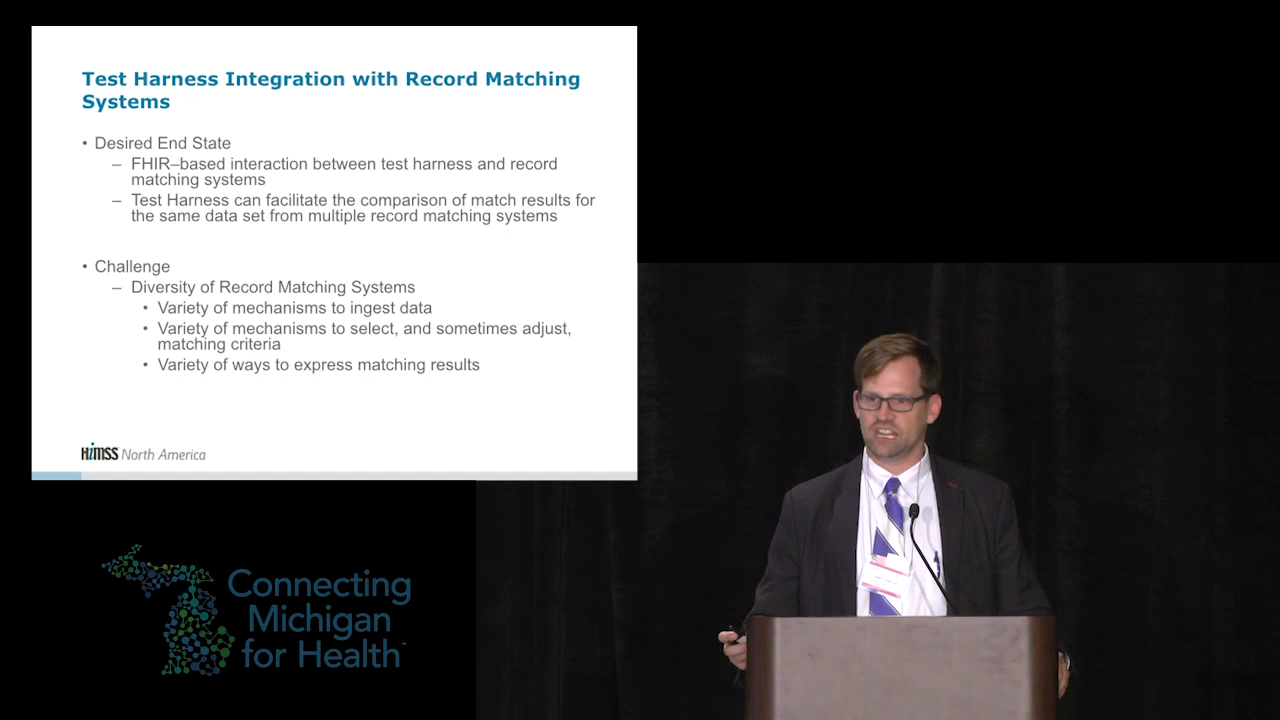 Test Harness Integration with Record Matching
Systems
• Desired End State
– FHIR–based interaction between test harness and record
matching systems
– Test Harness can facilitate the comparison of match results for
the same data set from multiple record matching systems
• Challenge
– Diversity of Record Matching Systems
• Variety of mechanisms to ingest data
• Variety of mechanisms to select, and sometimes adjust,
matching criteria
• Variety of ways to express matching results
HiMSS North America
Connecting
Michigan
for Health™